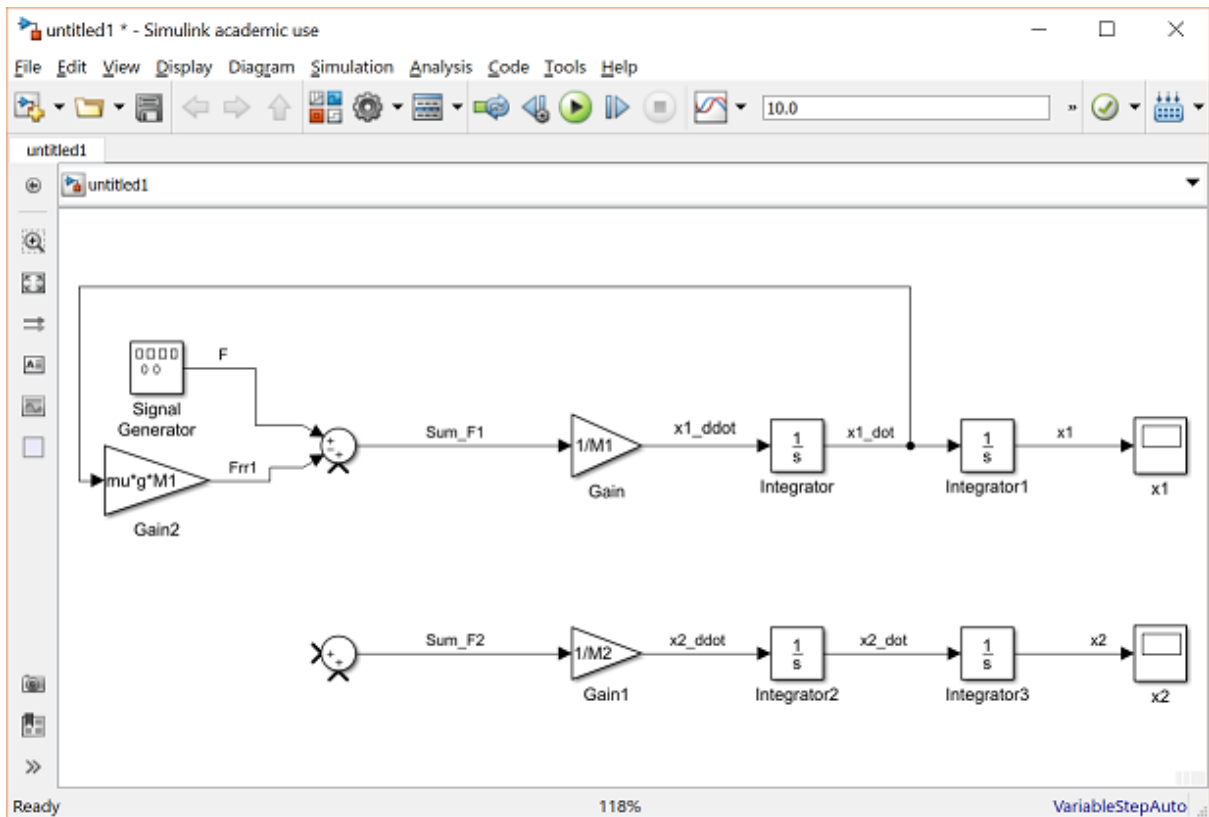 untitled1 * - Simulink academic use
File Edit View Display Diagram Simulation Analysis Code Tools Help
10.0
»
untitled1
untitled1
F
Signal
Generator
mu*g*M1
Frr1
Gain2
+
-
+
Sum_F1
1/M1
Gain
x1_ddot
1
s
Integrator
x1_dot
1
s
Integrator1
x1
x1
+
+
Sum_F2
1/M2
Gain1
x2_ddot
1
s
Integrator2
x2_dot
1
s
Integrator3
x2
x2
»
Ready 118% VariableStepAuto